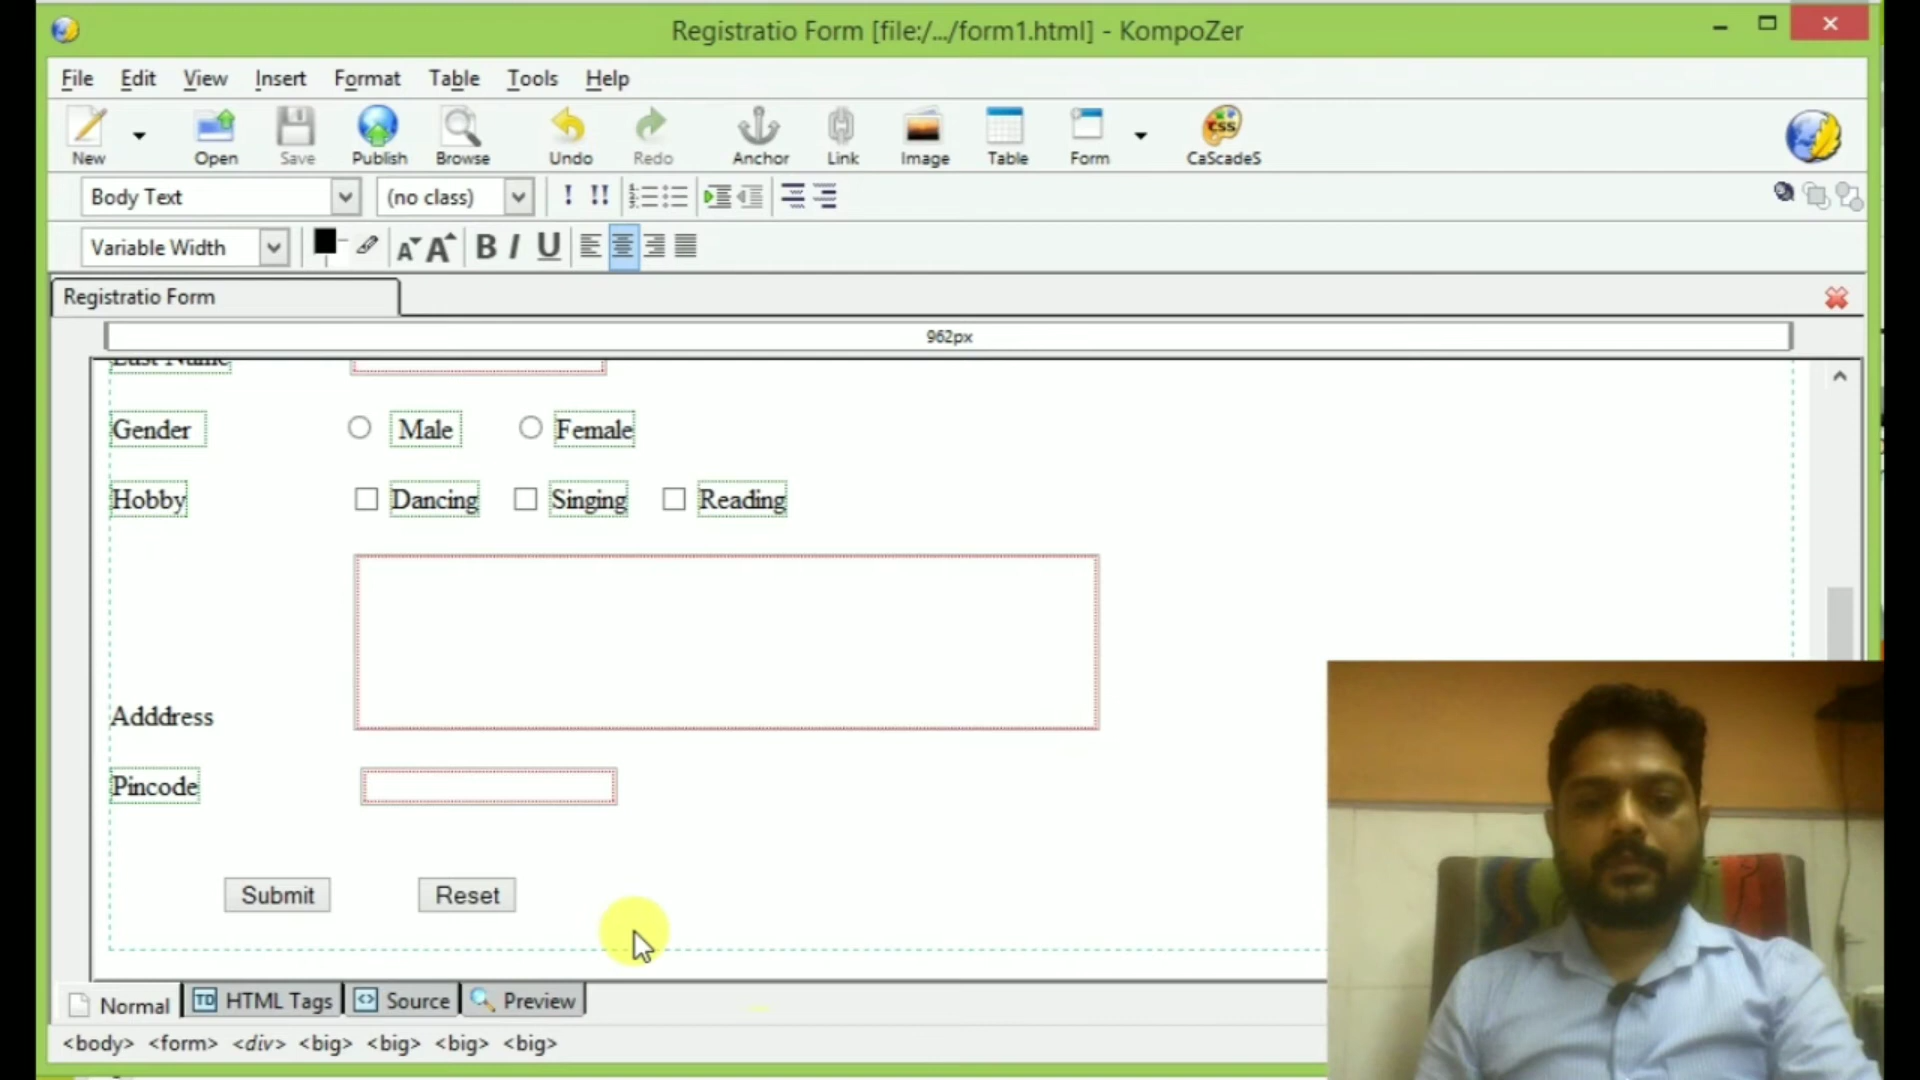 Registratio Form [file:/.../form1.html] - KompoZer
File Edit View Insert Format Table Tools Help
New Open Save Publish Browse Undo Redo Anchor Link Image Table Form CaScadeS
Body Text (no class) ! !!
Variable Width A A B I U
Registratio Form
962px
Last Name
Gender Male Female
Hobby Dancing Singing Reading
Adddress
Pincode
Submit Reset
Normal HTML Tags Source Preview
<body> <form> <div> <big> <big> <big> <big>